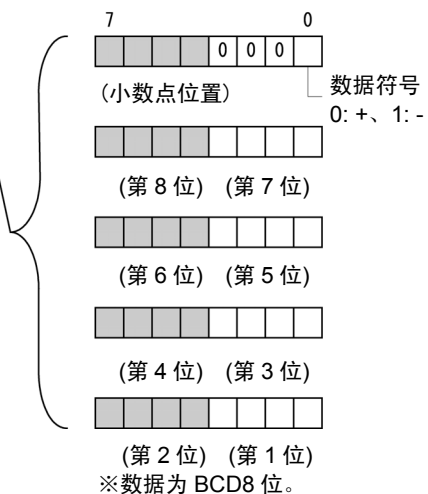 7 0
0 0 0
(小数点位置)
数据符号
0: +、1: -
(第 8 位) (第 7 位)
(第 6 位) (第 5 位)
(第 4 位) (第 3 位)
(第 2 位) (第 1 位)
※数据为 BCD8 位。